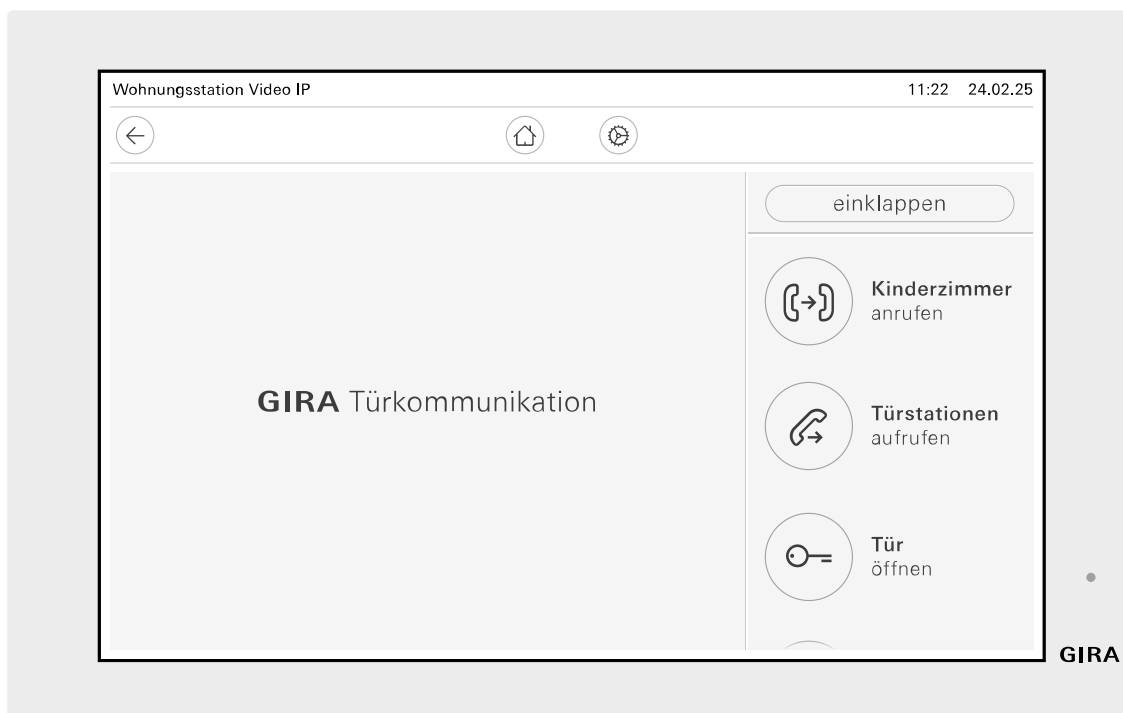 Wohnungsstation Video IP
11:22 24.02.25
einklappen
Kinderzimmer
anrufen
GIRA Türkommunikation
Türstationen
aufrufen
Tür
öffnen
GIRA